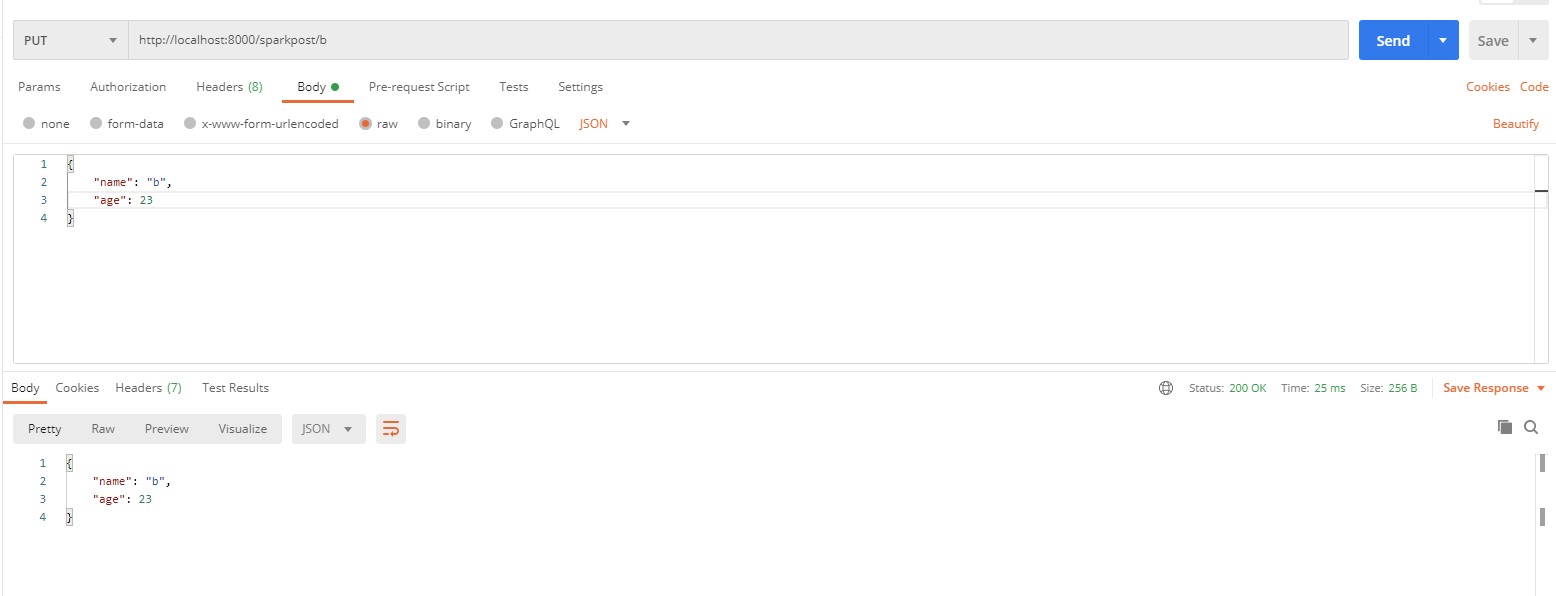 PUT http://localhost:8000/sparkpost/b Send Save
Params Authorization Headers (8) Body Pre-request Script Tests Settings Cookies Code
none form-data x-www-form-urlencoded raw binary GraphQL JSON Beautify
1 {
2 "name": "b",
3 "age": 23
4 }
Body Cookies Headers (7) Test Results Status: 200 OK Time: 25 ms Size: 256 B Save Response
Pretty Raw Preview Visualize JSON
1 {
2 "name": "b",
3 "age": 23
4 }